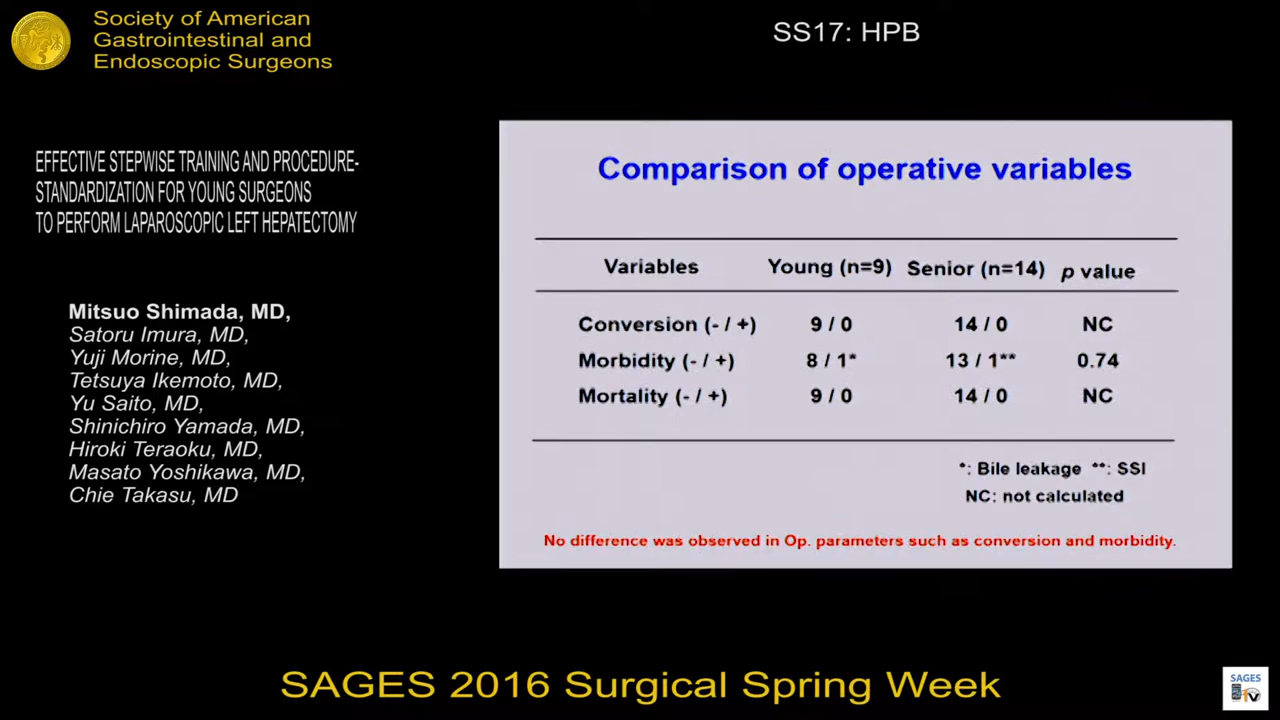 Society of American
Gastrointestinal and
Endoscopic Surgeons
SS17: HPB
EFFECTIVE STEPWISE TRAINING AND PROCEDURE-
STANDARDIZATION FOR YOUNG SURGEONS
TO PERFORM LAPAROSCOPIC LEFT HEPATECTOMY
Mitsuo Shimada, MD,
Satoru Imura, MD,
Yuji Morine, MD,
Tetsuya Ikemoto, MD,
Yu Saito, MD,
Shinichiro Yamada, MD,
Hiroki Teraoku, MD,
Masato Yoshikawa, MD,
Chie Takasu, MD
Comparison of operative variables
Variables Young (n=9) Senior (n=14) p value
Conversion (- / +) 9 / 0 14 / 0 NC
Morbidity (- / +) 8 / 1* 13 / 1** 0.74
Mortality (- / +) 9 / 0 14 / 0 NC
*: Bile leakage **: SSI
NC: not calculated
No difference was observed in Op. parameters such as conversion and morbidity.
SAGES 2016 Surgical Spring Week
SAGES
TV